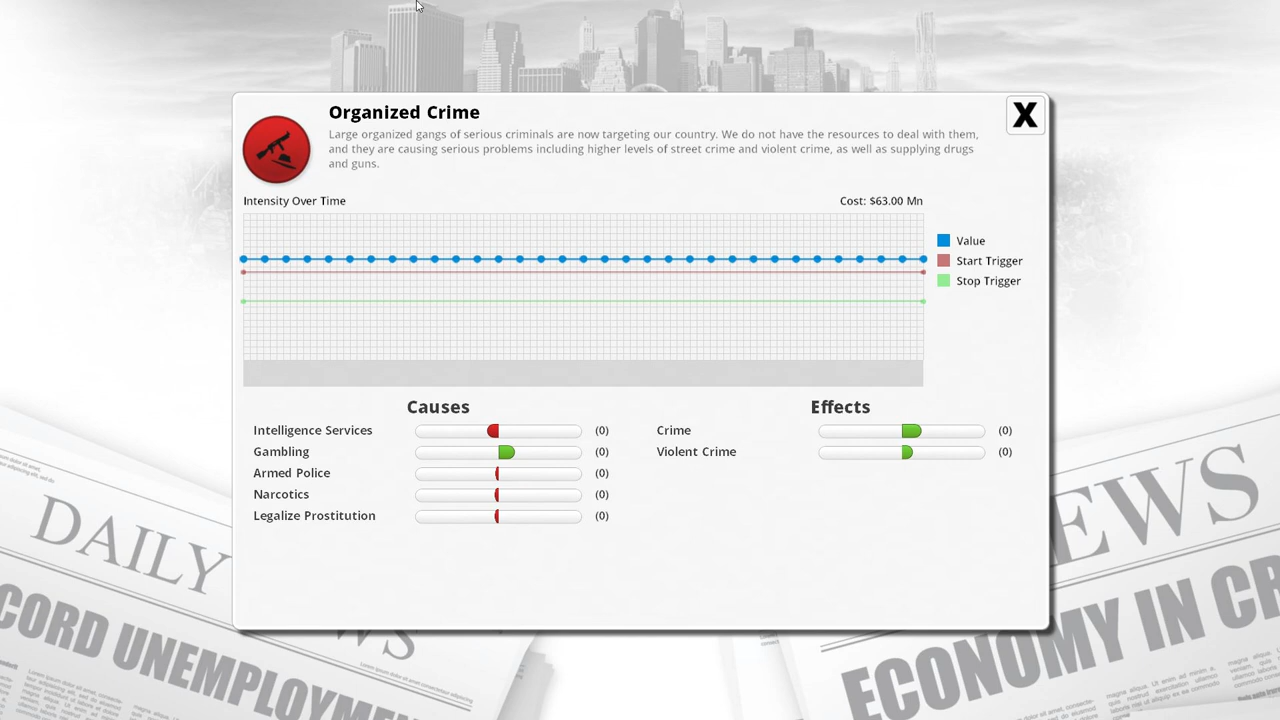 Organized Crime
X
Large organized gangs of serious criminals are now targeting our country. We do not have the resources to deal with them,
and they are causing serious problems including higher levels of street crime and violent crime, as well as supplying drugs
and guns.
Intensity Over Time
Cost: $63.00 Mn
Value
Start Trigger
Stop Trigger
Causes
Intelligence Services (0)
Gambling (0)
Armed Police (0)
Narcotics (0)
Legalize Prostitution (0)
Effects
Crime (0)
Violent Crime (0)
DAILY
WS
CORD UNEMPLOYME
EWS
ECONOMY IN CR